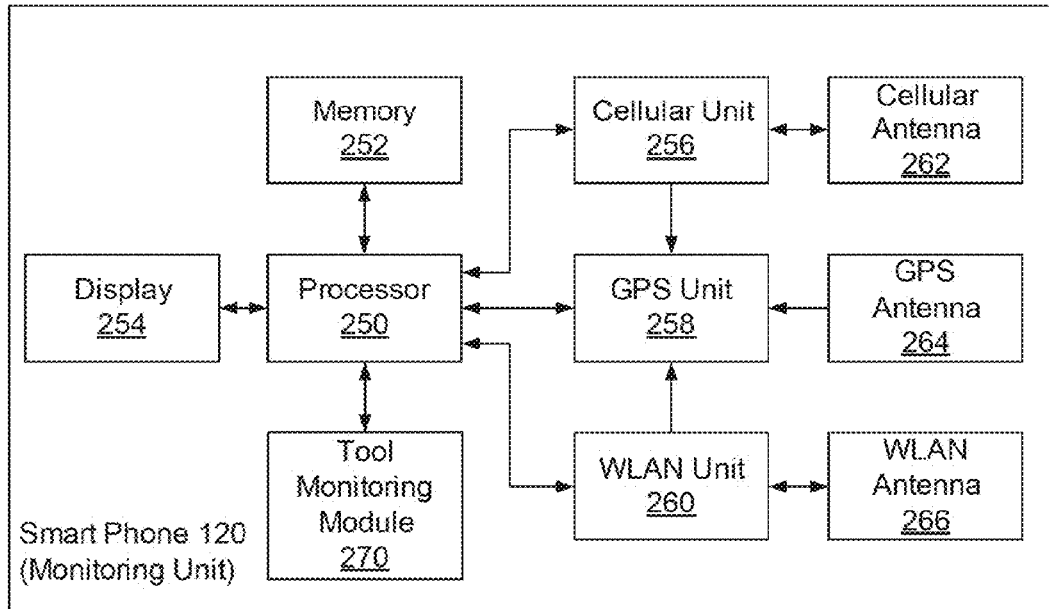 Memory
252
Cellular Unit
256
Cellular
Antenna
262
Display
254
Processor
250
GPS Unit
258
GPS
Antenna
264
Tool
Monitoring
Module
270
WLAN Unit
260
WLAN
Antenna
266
Smart Phone 120
(Monitoring Unit)